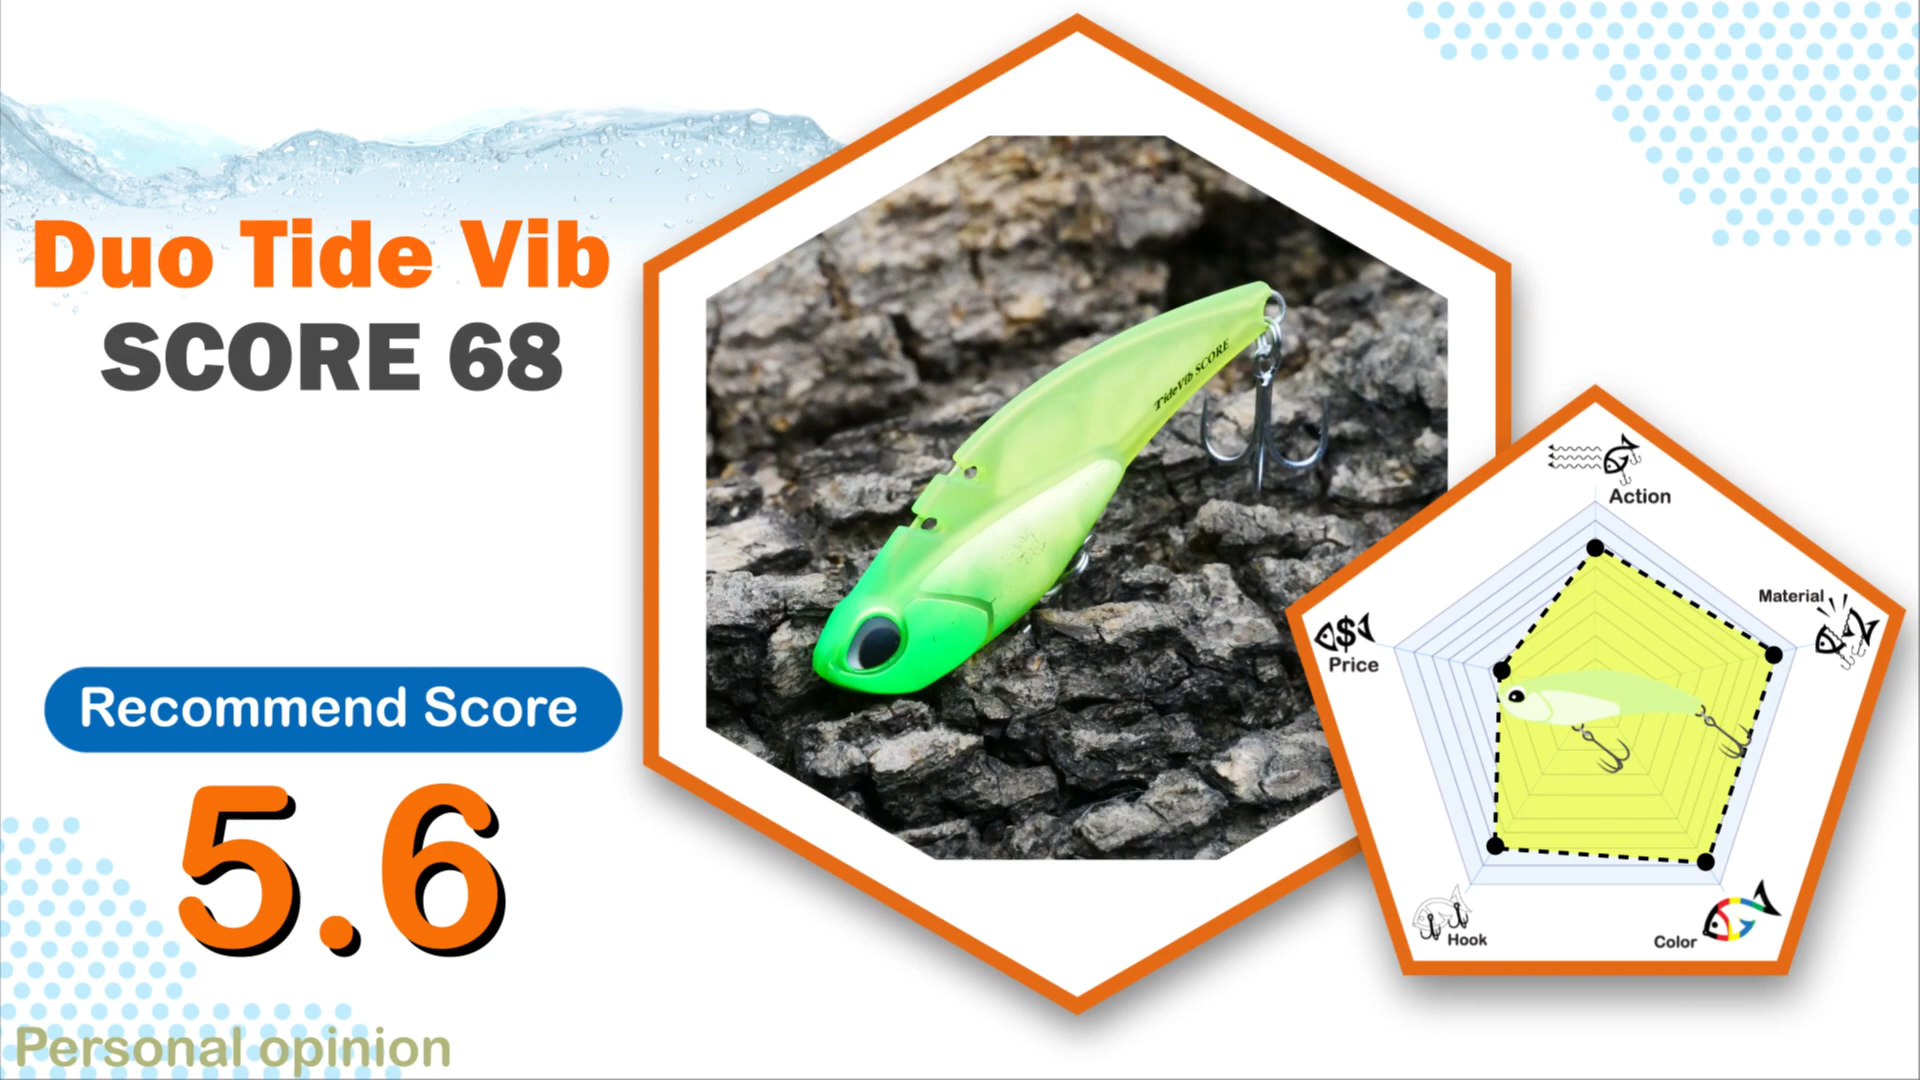 Duo Tide Vib
SCORE 68
TideVib SCORE
Recommend Score
5.6
Personal opinion
Action
Material
$
Price
Hook
Color